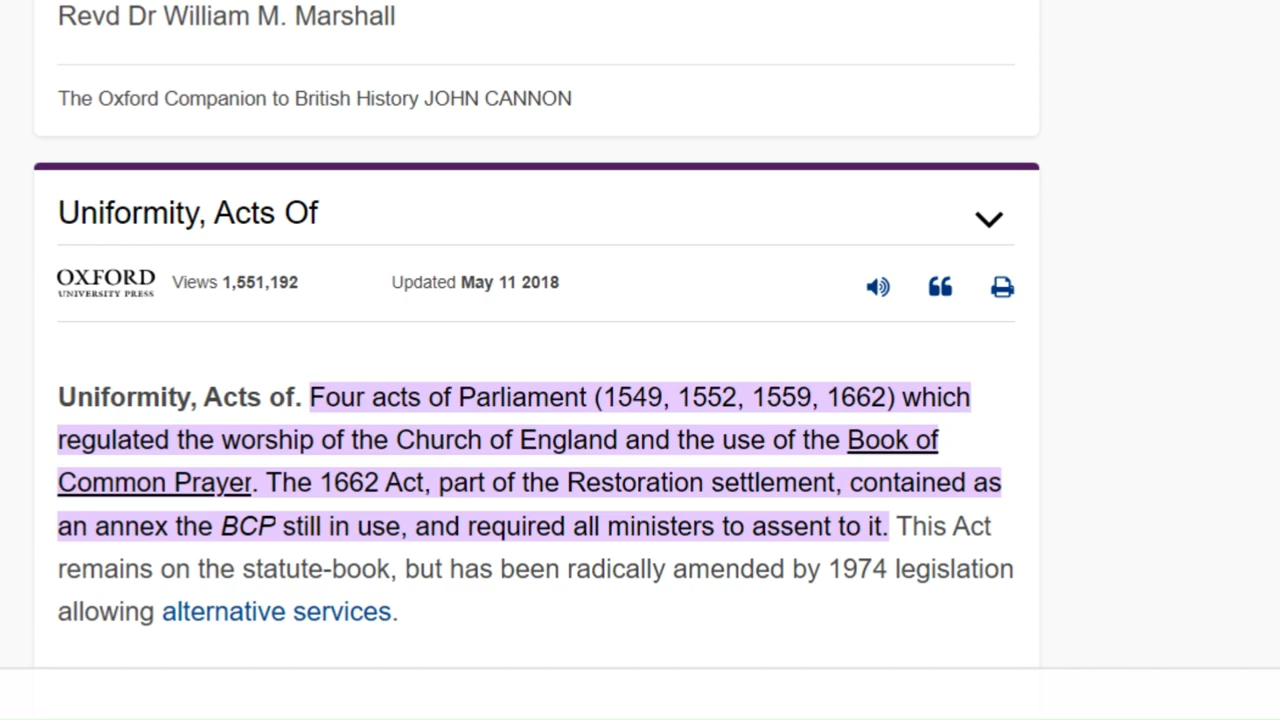 Revd Dr William M. Marshall
The Oxford Companion to British History JOHN CANNON
Uniformity, Acts Of
OXFORD
UNIVERSITY PRESS
Views 1,551,192
Updated May 11 2018
Uniformity, Acts of. Four acts of Parliament (1549, 1552, 1559, 1662) which
regulated the worship of the Church of England and the use of the Book of
Common Prayer. The 1662 Act, part of the Restoration settlement, contained as
an annex the BCP still in use, and required all ministers to assent to it. This Act
remains on the statute-book, but has been radically amended by 1974 legislation
allowing alternative services.